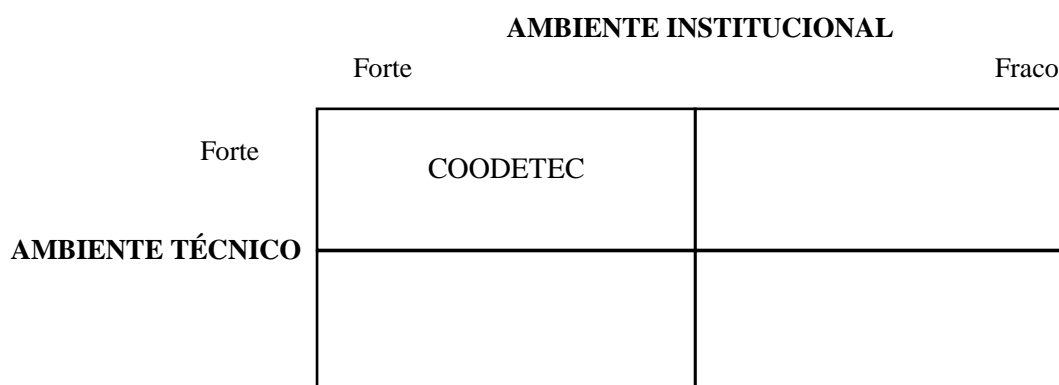 AMBIENTE INSTITUCIONAL
Forte Fraco
Forte
COODETEC
AMBIENTE TÉCNICO